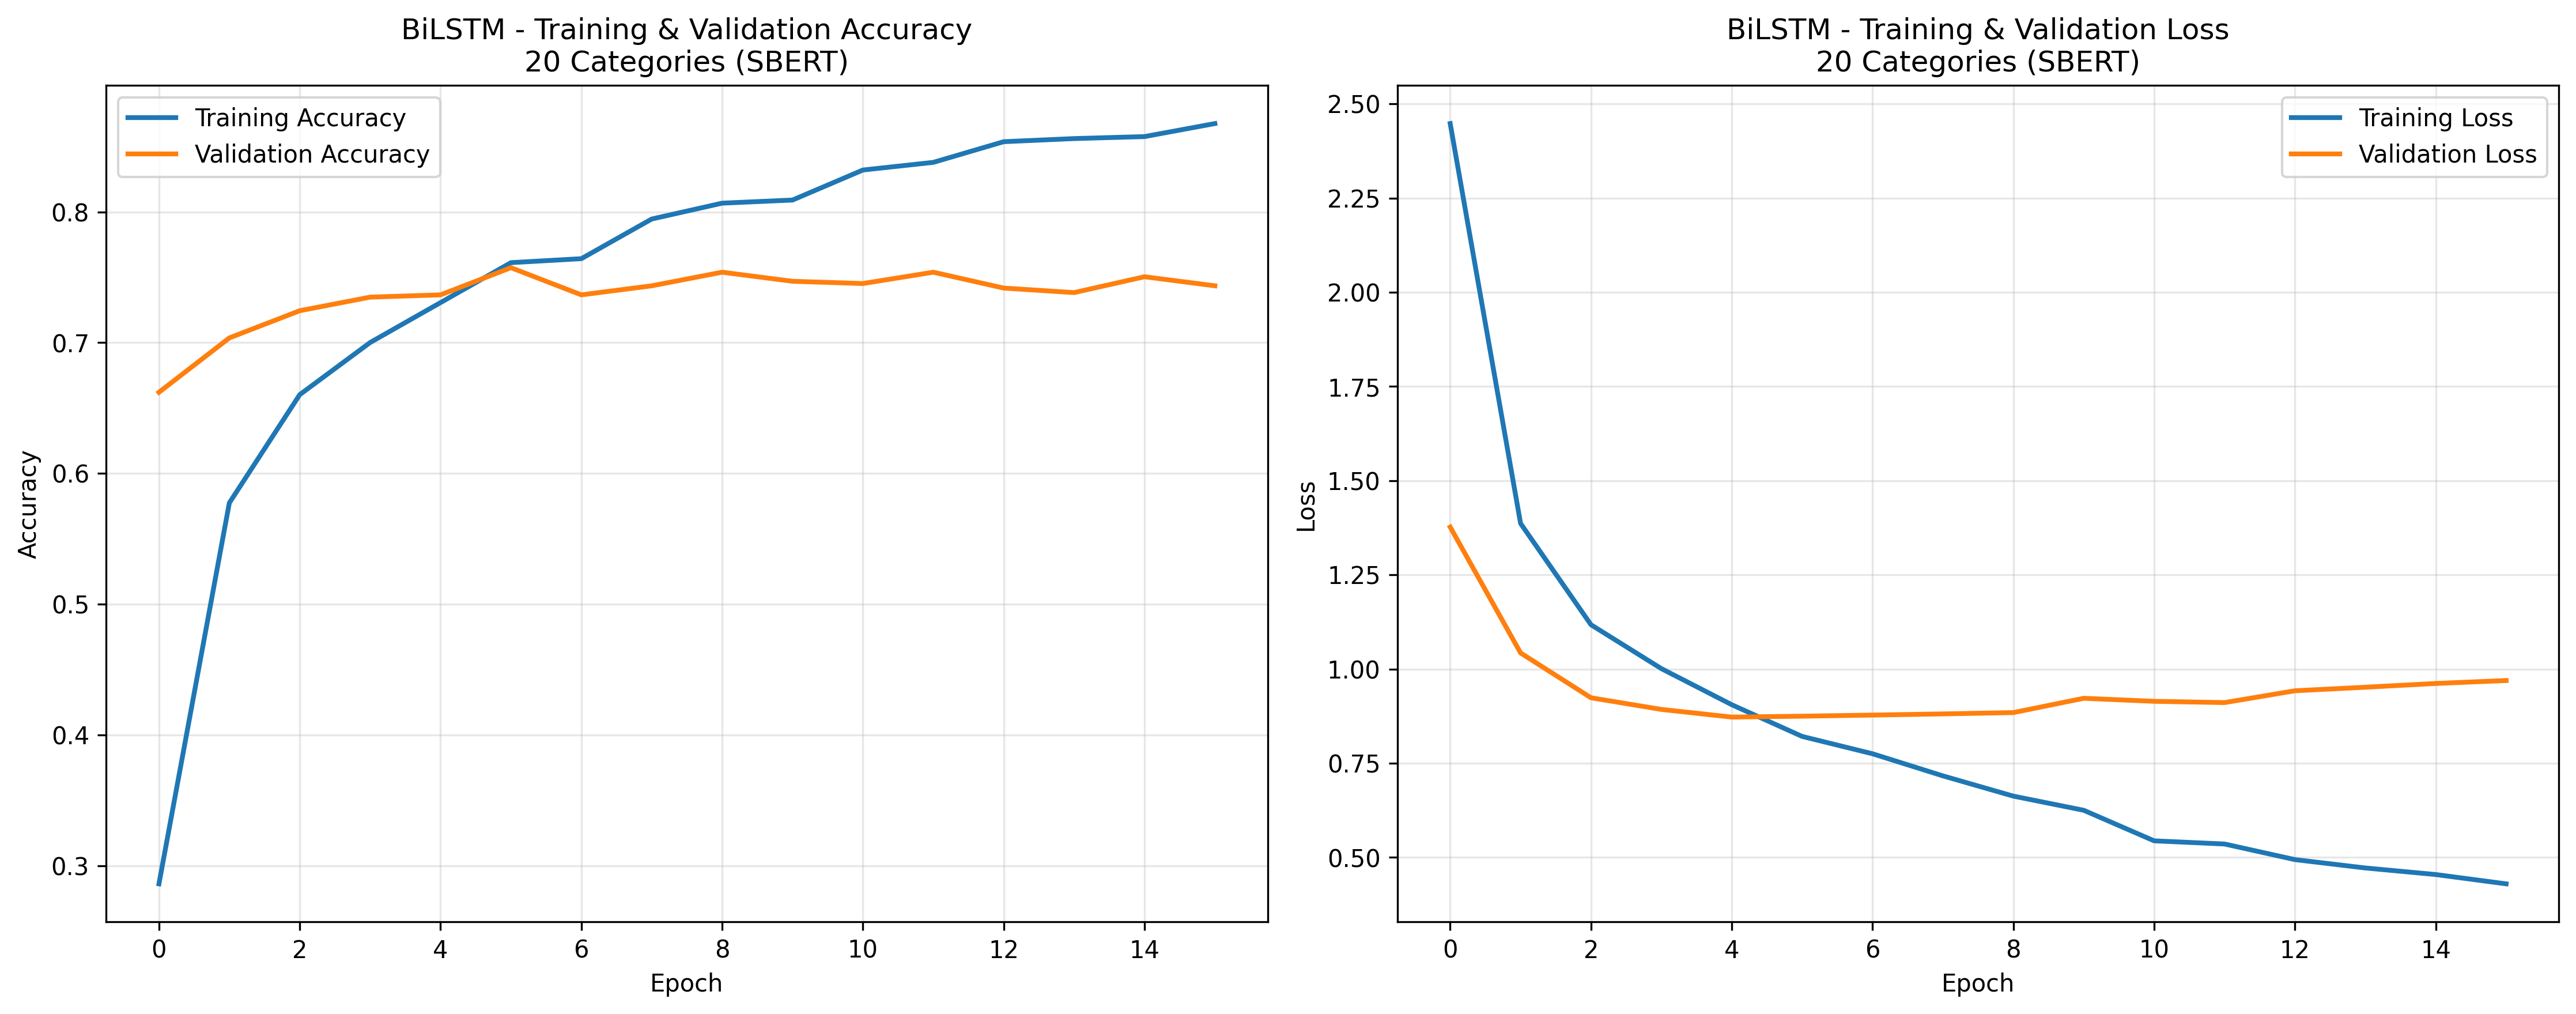 BiLSTM - Training & Validation Accuracy
20 Categories (SBERT)
Training Accuracy
Validation Accuracy
0.8
0.7
0.6
0.5
0.4
0.3
Accuracy
0 2 4 6 8 10 12 14
Epoch
BiLSTM - Training & Validation Loss
20 Categories (SBERT)
Training Loss
Validation Loss
2.50
2.25
2.00
1.75
1.50
1.25
1.00
0.75
0.50
Loss
0 2 4 6 8 10 12 14
Epoch